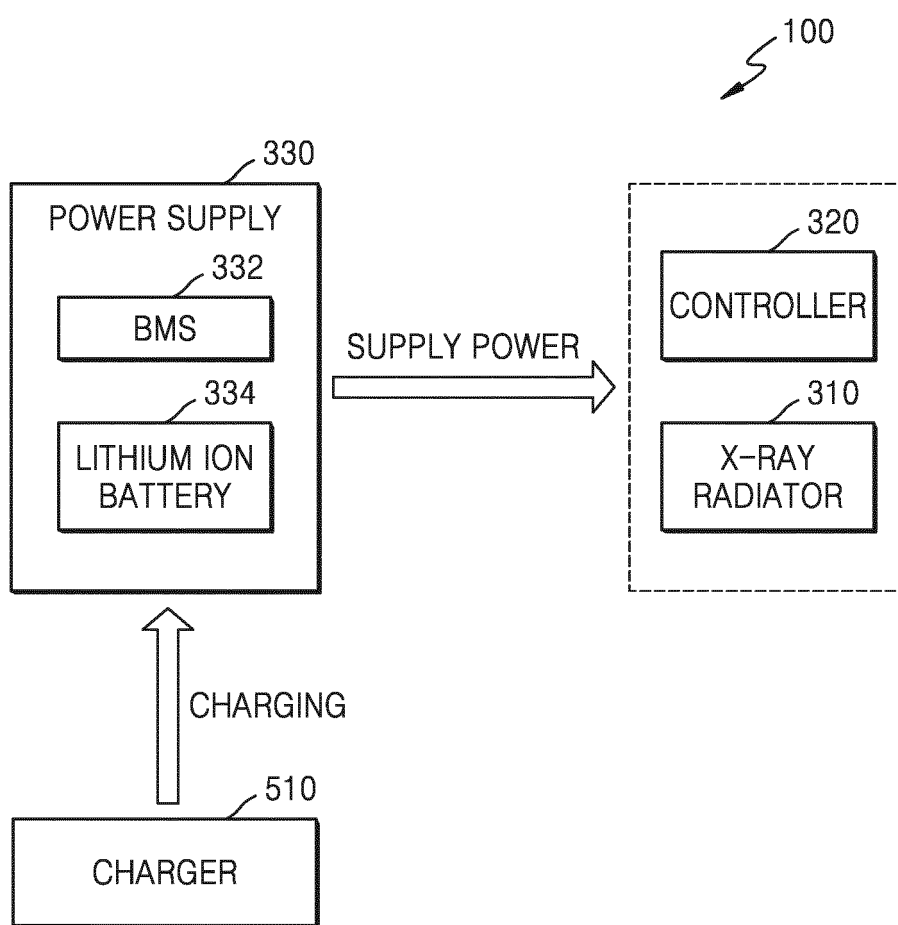 100
330
POWER SUPPLY
332
BMS
334
LITHIUM ION
BATTERY
SUPPLY POWER
320
CONTROLLER
310
X-RAY
RADIATOR
CHARGING
510
CHARGER